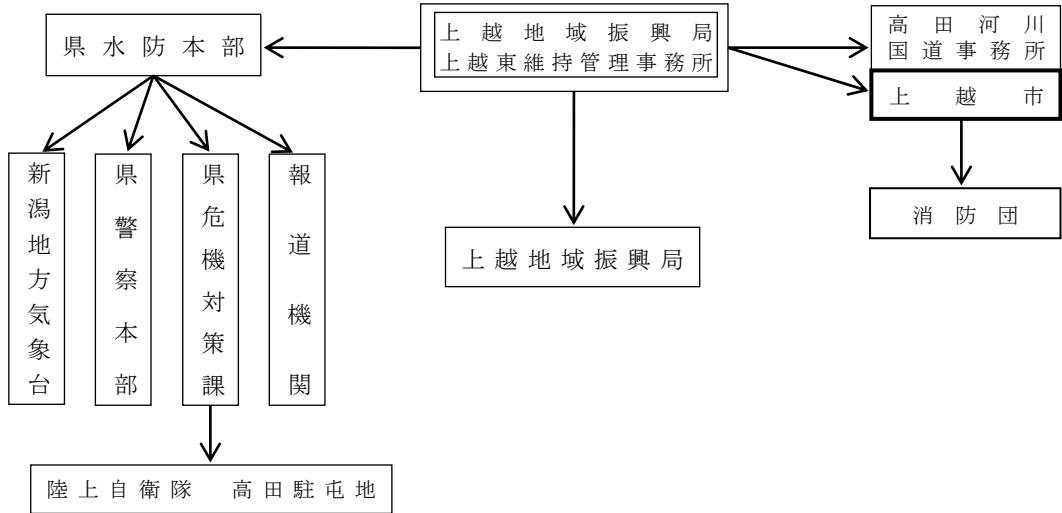 県水防本部
上越地域振興局
上越東維持管理事務所
高田河川
国道事務所
上越市
新潟地方気象台
県警察本部
県危機対策課
報道機関
消防団
上越地域振興局
陸上自衛隊　高田駐屯地